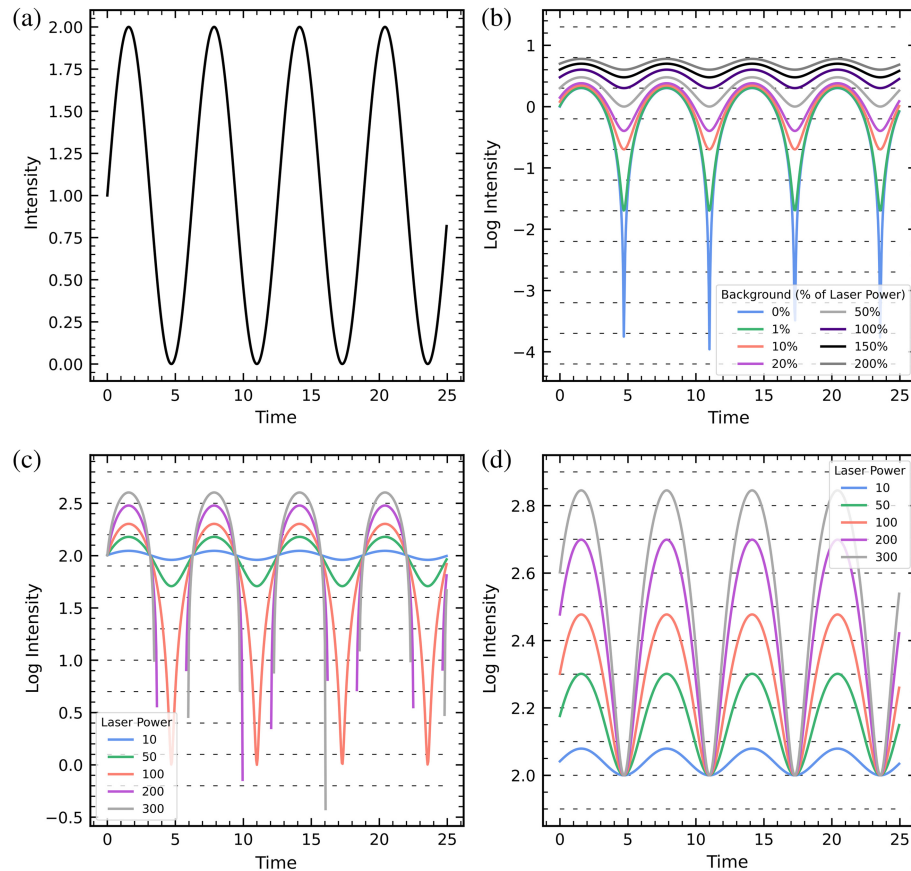 (a)
2.00
1.75
1.50
1.25
1.00
0.75
0.50
0.25
0.00
Intensity
0 5 10 15 20 25
Time
(b)
1
0
−1
−2
−3
−4
Log Intensity
Background (% of Laser Power)
0% 50%
1% 100%
10% 150%
20% 200%
0 5 10 15 20 25
Time
(c)
2.5
2.0
1.5
1.0
0.5
0.0
−0.5
Log Intensity
Laser Power
10
50
100
200
300
0 5 10 15 20 25
Time
(d)
2.8
2.6
2.4
2.2
2.0
Log Intensity
Laser Power
10
50
100
200
300
0 5 10 15 20 25
Time